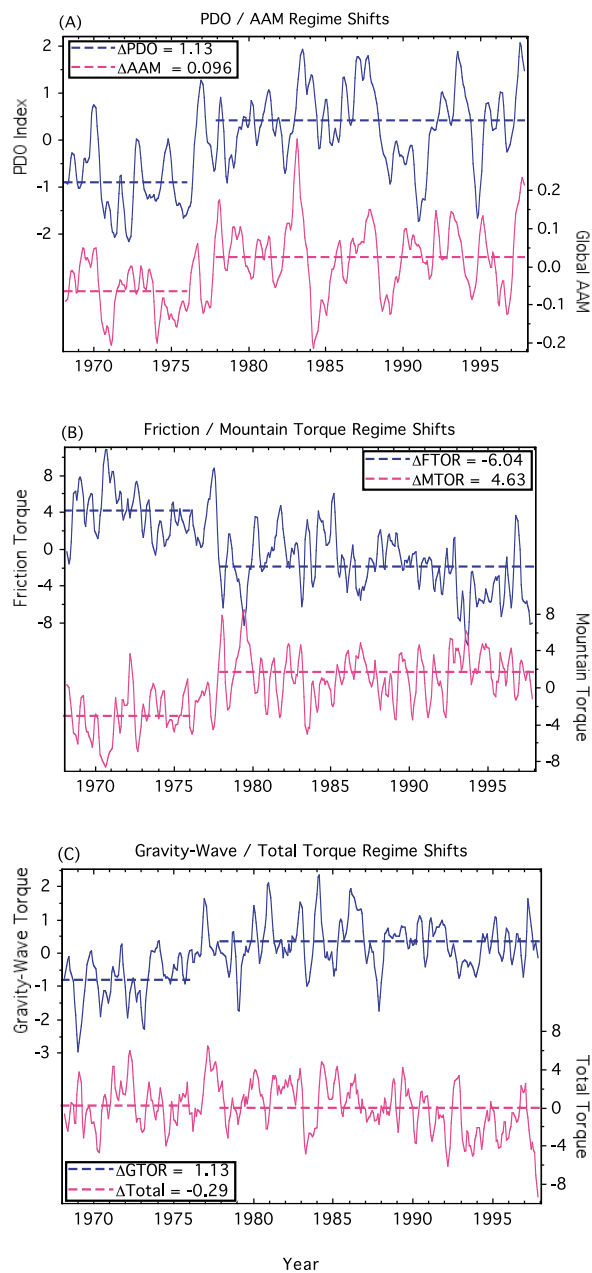 (A)
PDO / AAM Regime Shifts
ΔPDO = 1.13
ΔAAM = 0.096
2
1
0
-1
-2
PDO Index
0.2
0.1
0.0
-0.1
-0.2
Global AAM
1970 1975 1980 1985 1990 1995
(B)
Friction / Mountain Torque Regime Shifts
ΔFTOR = -6.04
ΔMTOR = 4.63
8
4
0
-4
-8
Friction Torque
8
4
0
-4
-8
Mountain Torque
1970 1975 1980 1985 1990 1995
(C)
Gravity-Wave / Total Torque Regime Shifts
2
1
0
-1
-2
-3
Gravity-Wave Torque
8
4
0
-4
-8
Total Torque
ΔGTOR = 1.13
ΔTotal = -0.29
1970 1975 1980 1985 1990 1995
Year